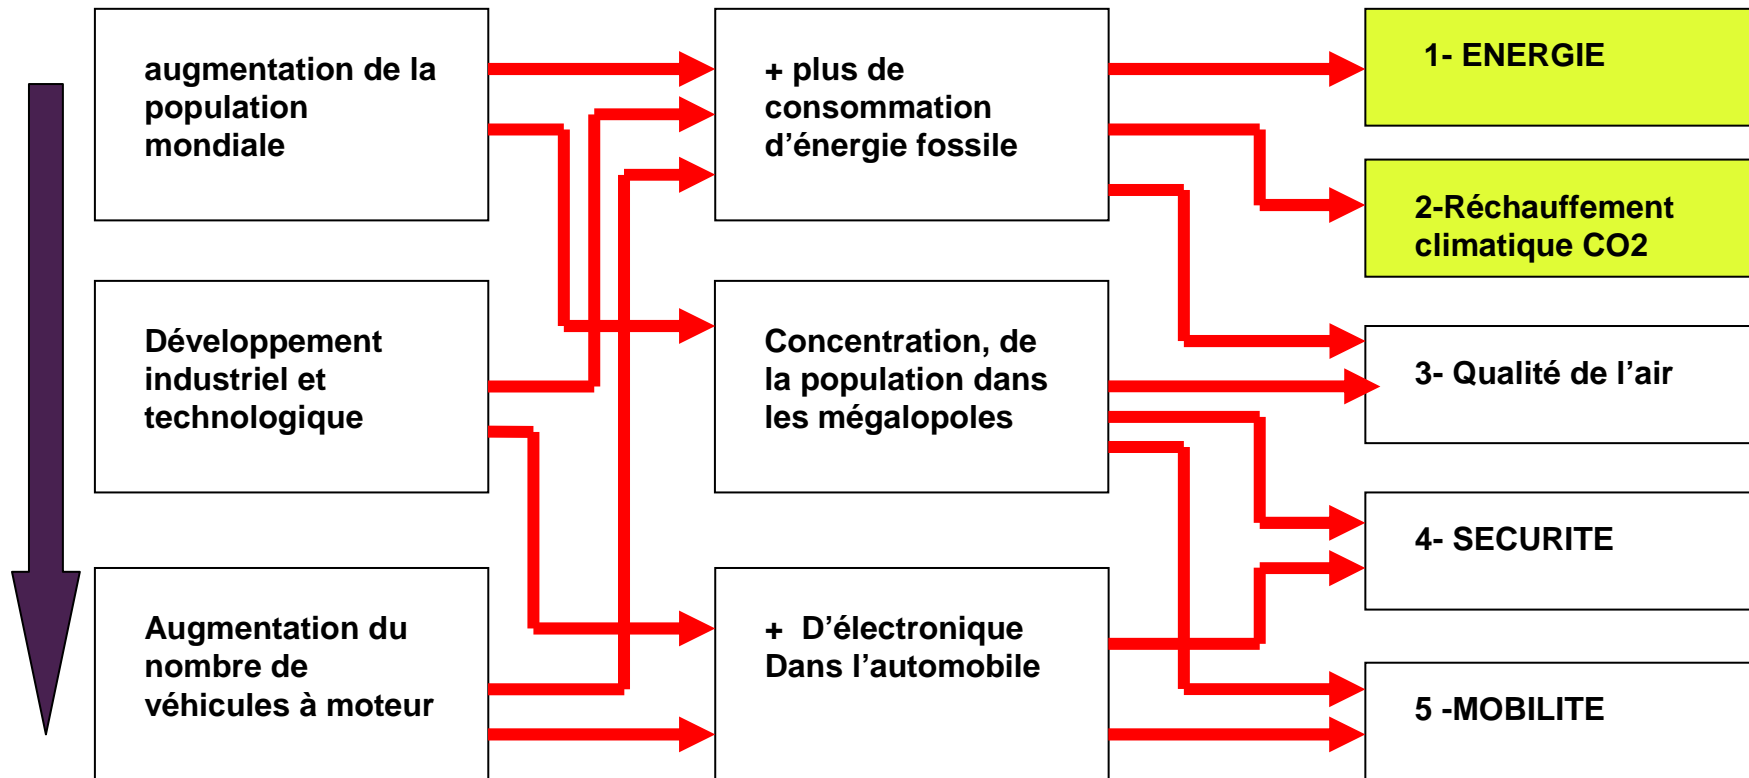 augmentation de la
population
mondiale
+ plus de
consommation
d’énergie fossile
1- ENERGIE
2-Réchauffement
climatique CO2
Développement
industriel et
technologique
Concentration, de
la population dans
les mégalopoles
3- Qualité de l’air
4- SECURITE
Augmentation du
nombre de
véhicules à moteur
+  D’électronique
Dans l’automobile
5 -MOBILITE